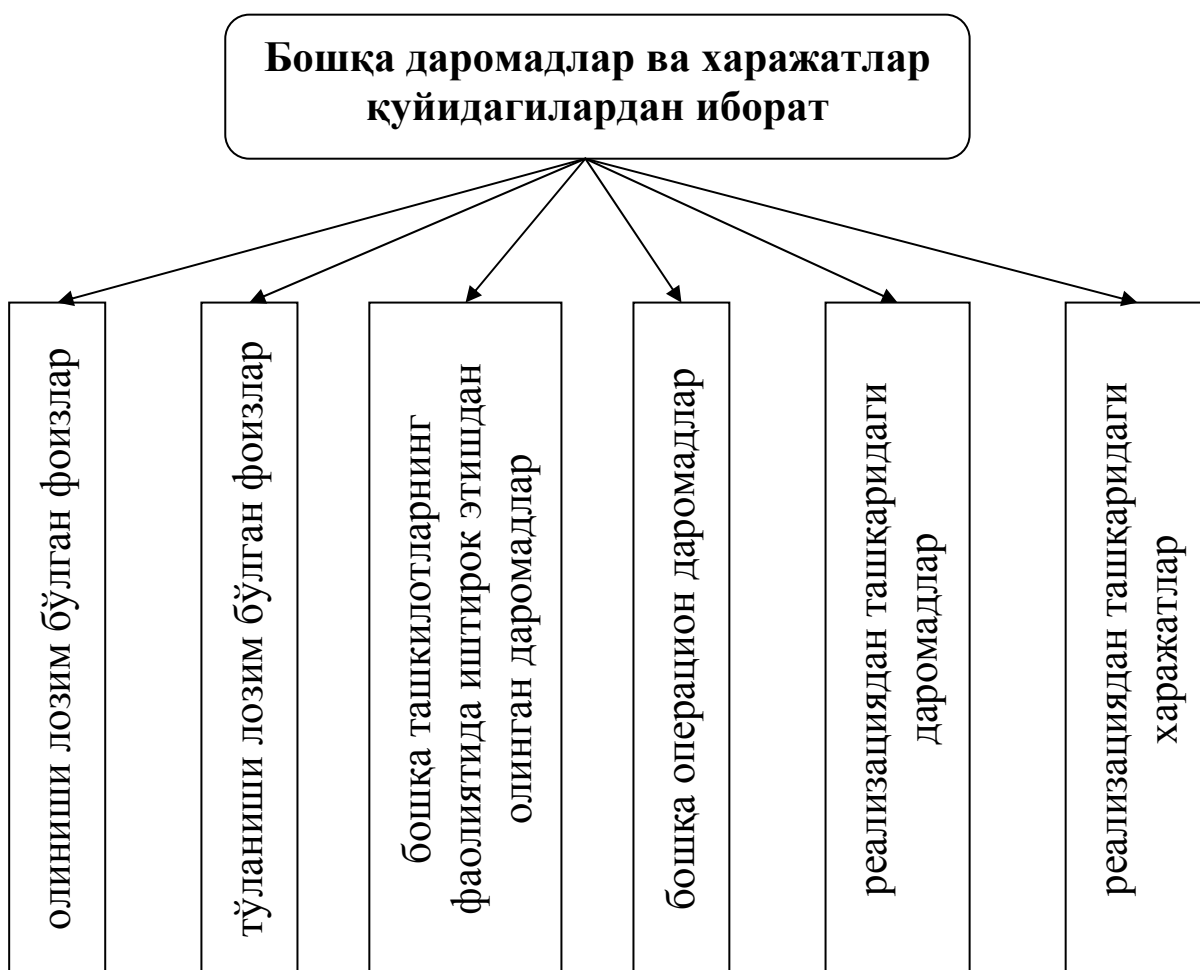 Бошқа даромадлар ва харажатлар
қуйидагилардан иборат
олиниши лозим бўлган фоизлар
тўланиши лозим бўлган фоизлар
бошқа ташкилотларнинг
фаолиятида иштирок этишдан
олинган даромадлар
бошқа операцион даромадлар
реализациядан ташқаридаги
даромадлар
реализациядан ташқаридаги
харажатлар